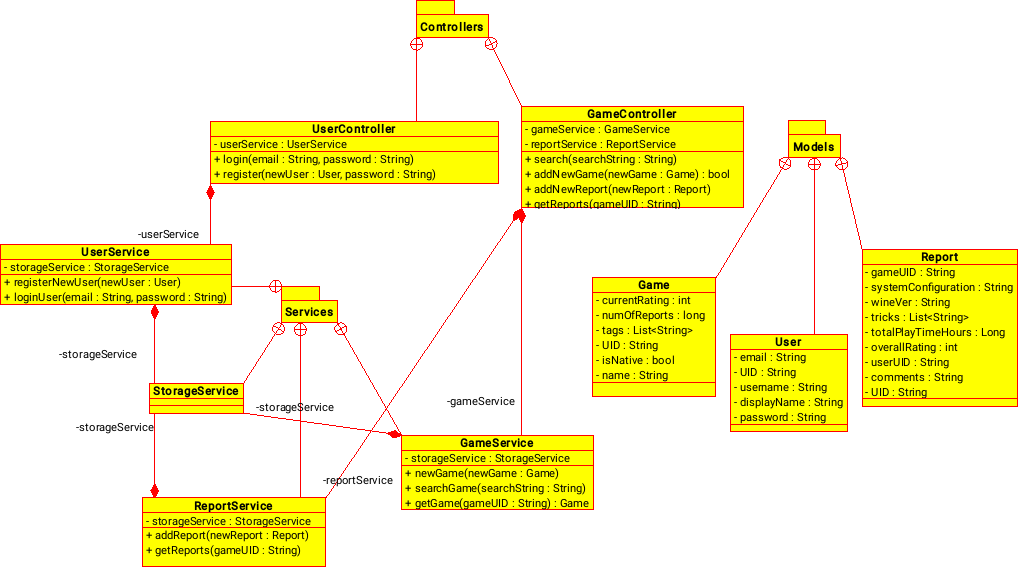 Controllers
UserController
- userService : UserService
+ login(email : String, password : String)
+ register(newUser : User, password : String)
GameController
- gameService : GameService
- reportService : ReportService
+ search(searchString : String)
+ addNewGame(newGame : Game) : bool
+ addNewReport(newReport : Report)
+ getReports(gameUID : String)
Models
-userService
UserService
- storageService : StorageService
+ registerNewUser(newUser : User)
+ loginUser(email : String, password : String)
Services
Game
- currentRating : int
- numOfReports : long
- tags : List<String>
- UID : String
- isNative : bool
- name : String
User
- email : String
- UID : String
- username : String
- displayName : String
- password : String
Report
- gameUID : String
- systemConfiguration : String
- wineVer : String
- tricks : List<String>
- totalPlayTimeHours : Long
- overallRating : int
- userUID : String
- comments : String
- UID : String
-storageService
StorageService
-storageService
-storageService
-gameService
GameService
- storageService : StorageService
+ newGame(newGame : Game)
+ searchGame(searchString : String)
+ getGame(gameUID : String) : Game
-reportService
ReportService
- storageService : StorageService
+ addReport(newReport : Report)
+ getReports(gameUID : String)